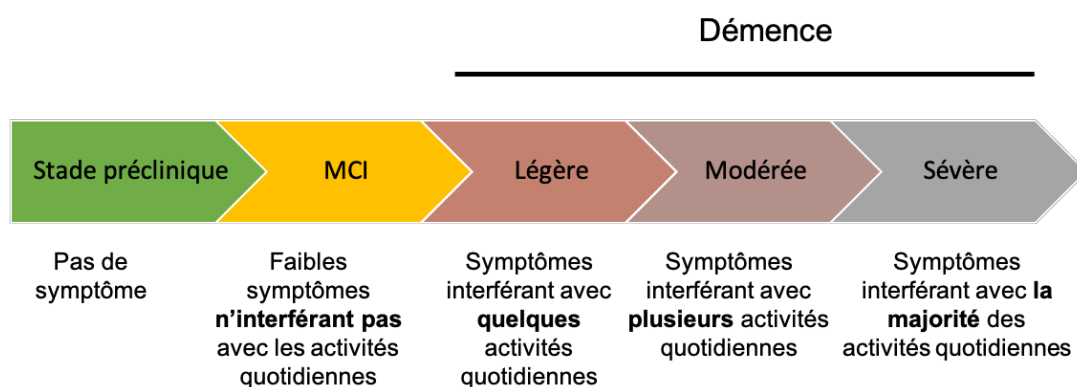 Démence
Stade préclinique
MCI
Légère
Modérée
Sévère
Pas de
symptôme
Faibles
symptômes
n’interférant pas
avec les activités
quotidiennes
Symptômes
interférant avec
quelques
activités
quotidiennes
Symptômes
interférant avec
plusieurs activités
quotidiennes
Symptômes
interférant avec la
majorité des
activités quotidiennes